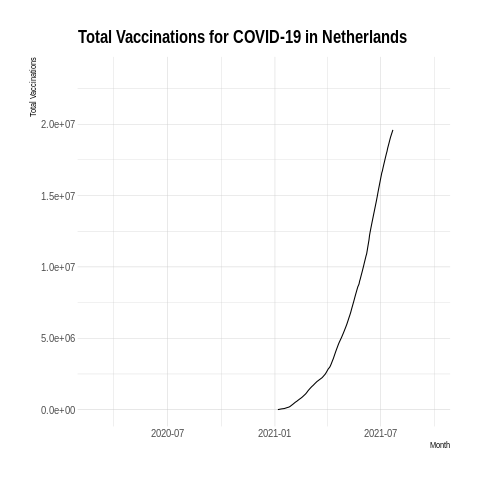 Total Vaccinations for COVID-19 in Netherlands
Total Vaccinations
2.0e+07
1.5e+07
1.0e+07
5.0e+06
0.0e+00
2020-07 2021-01 2021-07
Month